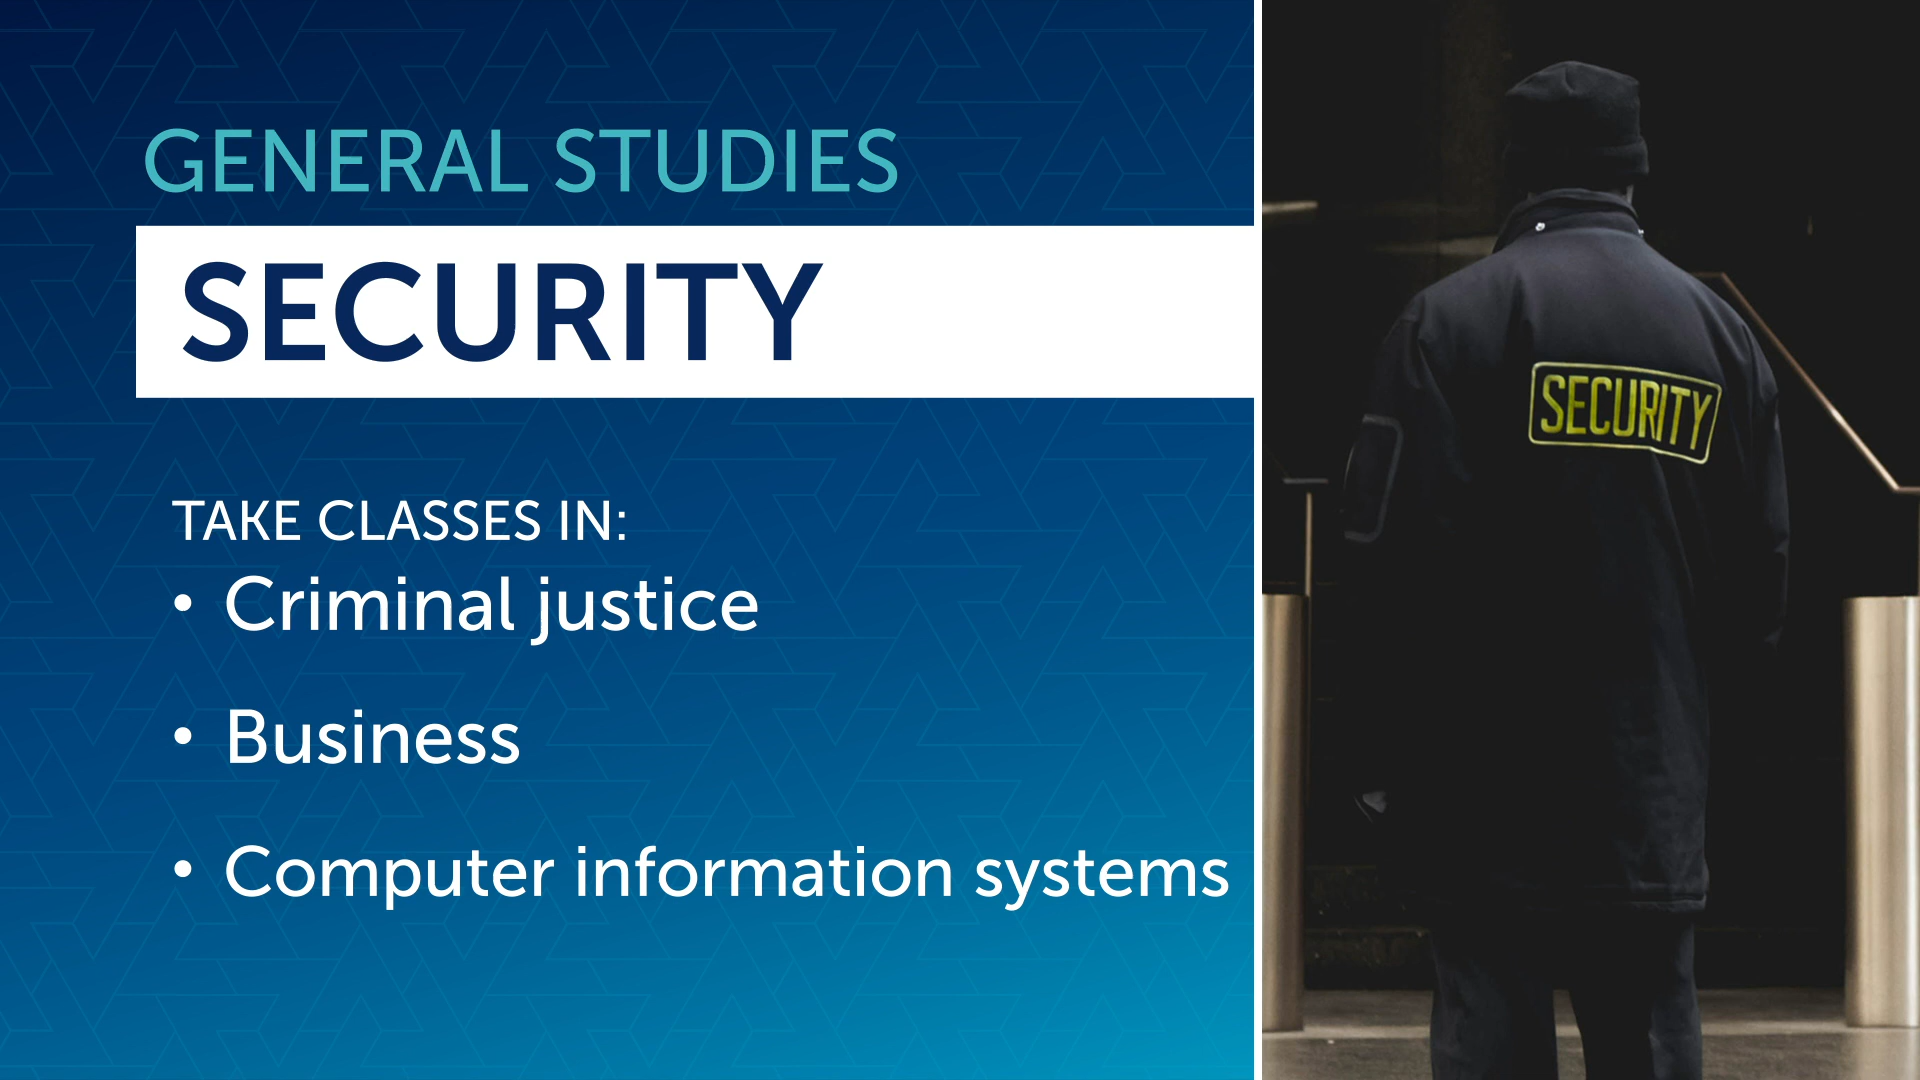 GENERAL STUDIES
SECURITY
TAKE CLASSES IN:
• Criminal justice
• Business
• Computer information systems
SECURITY